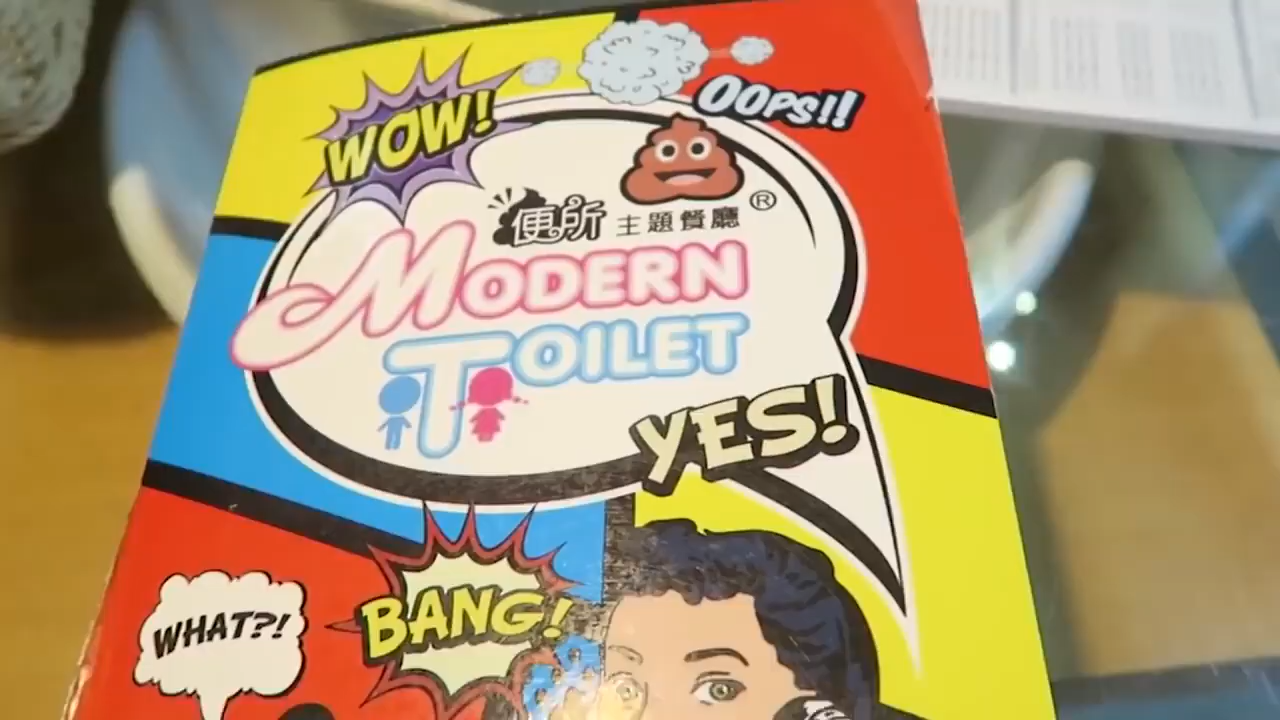 WOW!
OOPS!!
便所 主題餐廳 ®
MODERN
TOILET
YES!
BANG!
WHAT?!